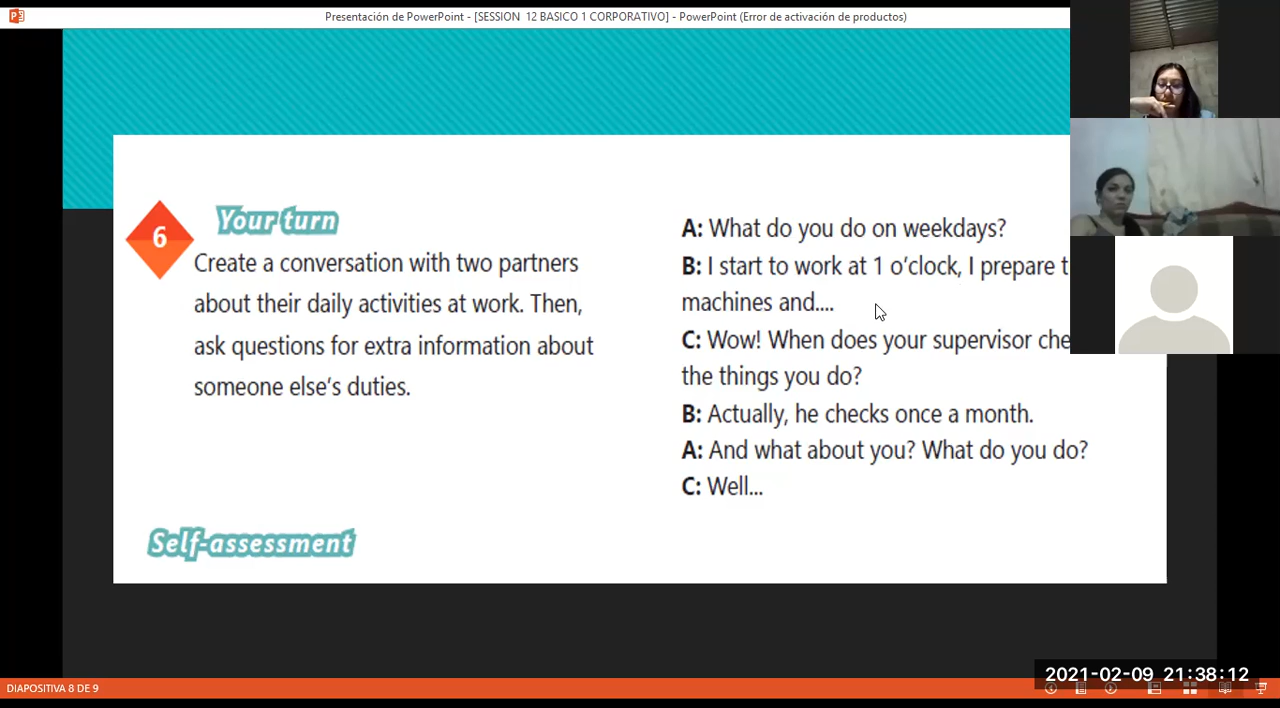 Presentación de PowerPoint - [SESSION 12 BASICO 1 CORPORATIVO] - PowerPoint (Error de activación de productos)
6
Your turn
Create a conversation with two partners
about their daily activities at work. Then,
ask questions for extra information about
someone else's duties.
Self-assessment
A: What do you do on weekdays?
B: I start to work at 1 o'clock, I prepare
machines and....
C: Wow! When does your supervisor
the things you do?
B: Actually, he checks once a month.
A: And what about you? What do you do?
C: Well...
2021-02-09 21:38:12
DIAPOSITIVA 8 DE 9